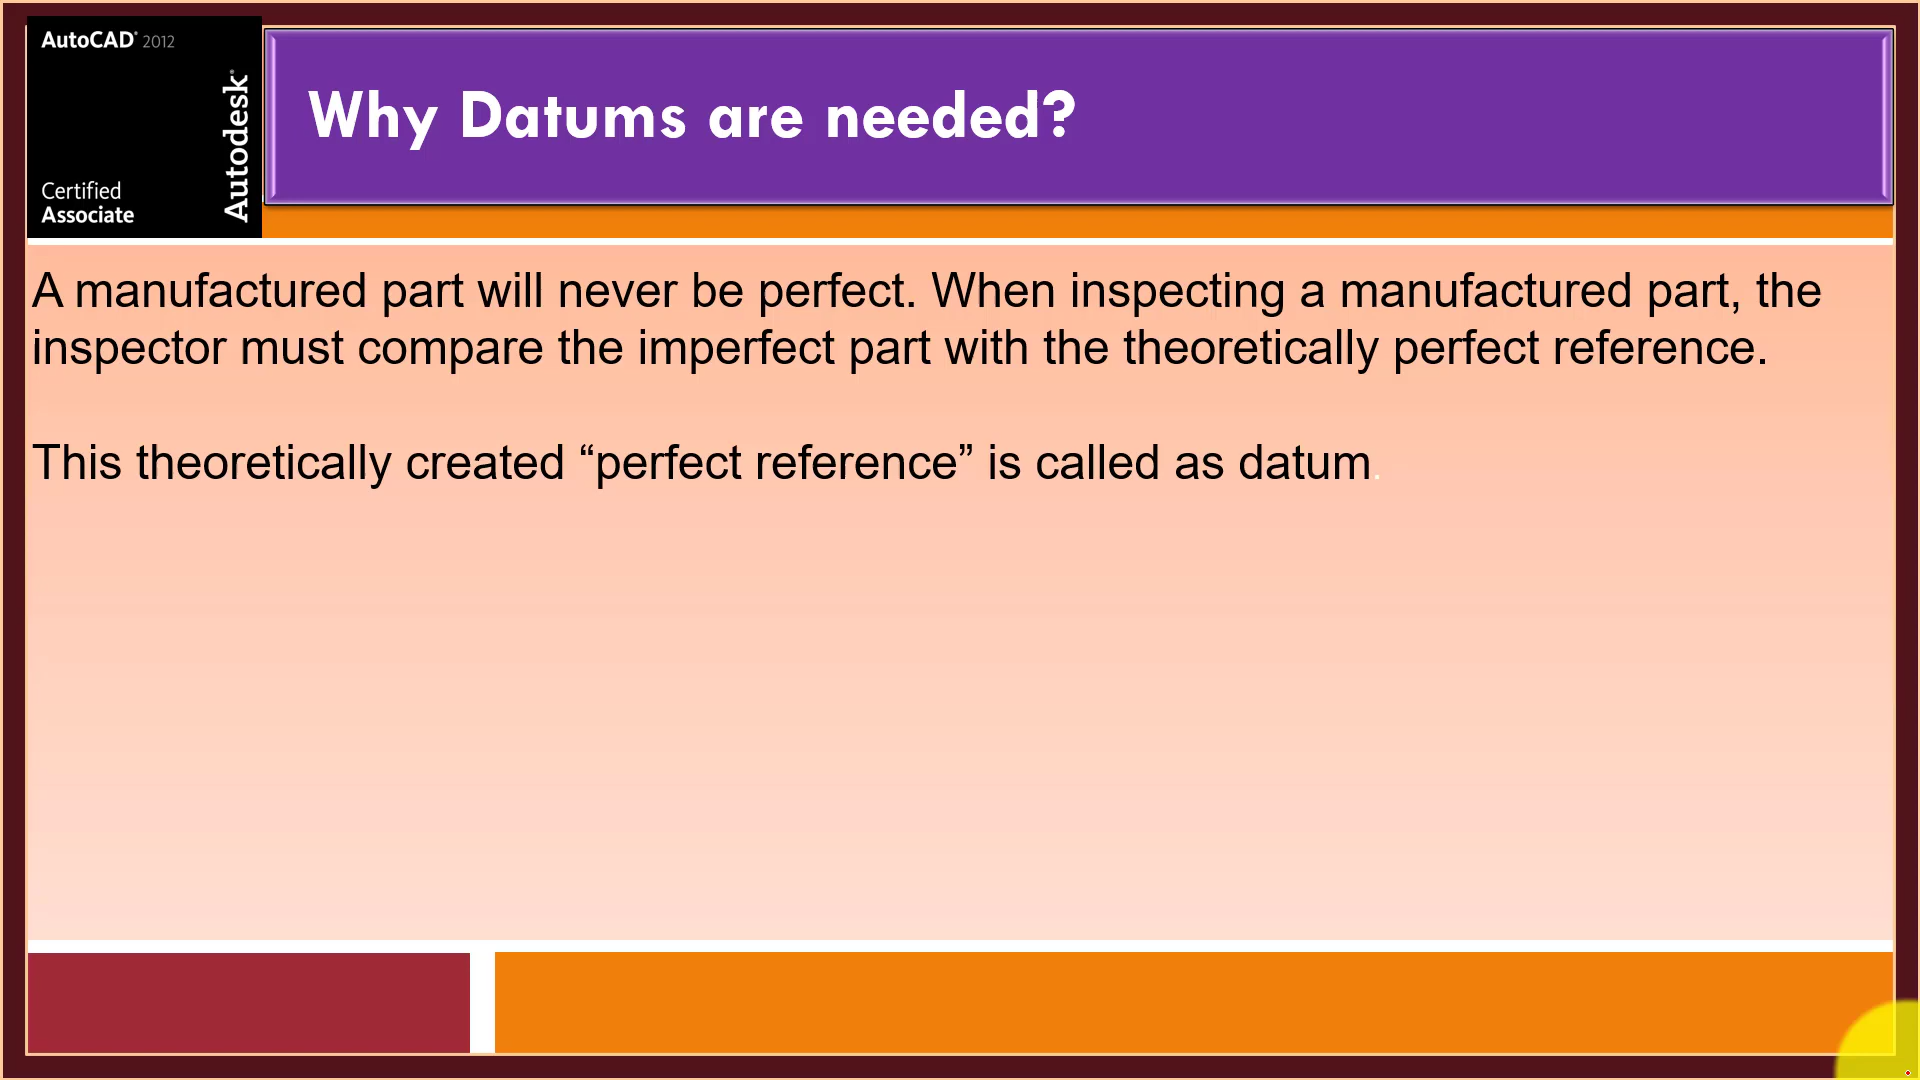 AutoCAD® 2012
Autodesk®
Certified
Associate
Why Datums are needed?
A manufactured part will never be perfect. When inspecting a manufactured part, the
inspector must compare the imperfect part with the theoretically perfect reference.
This theoretically created “perfect reference” is called as datum.